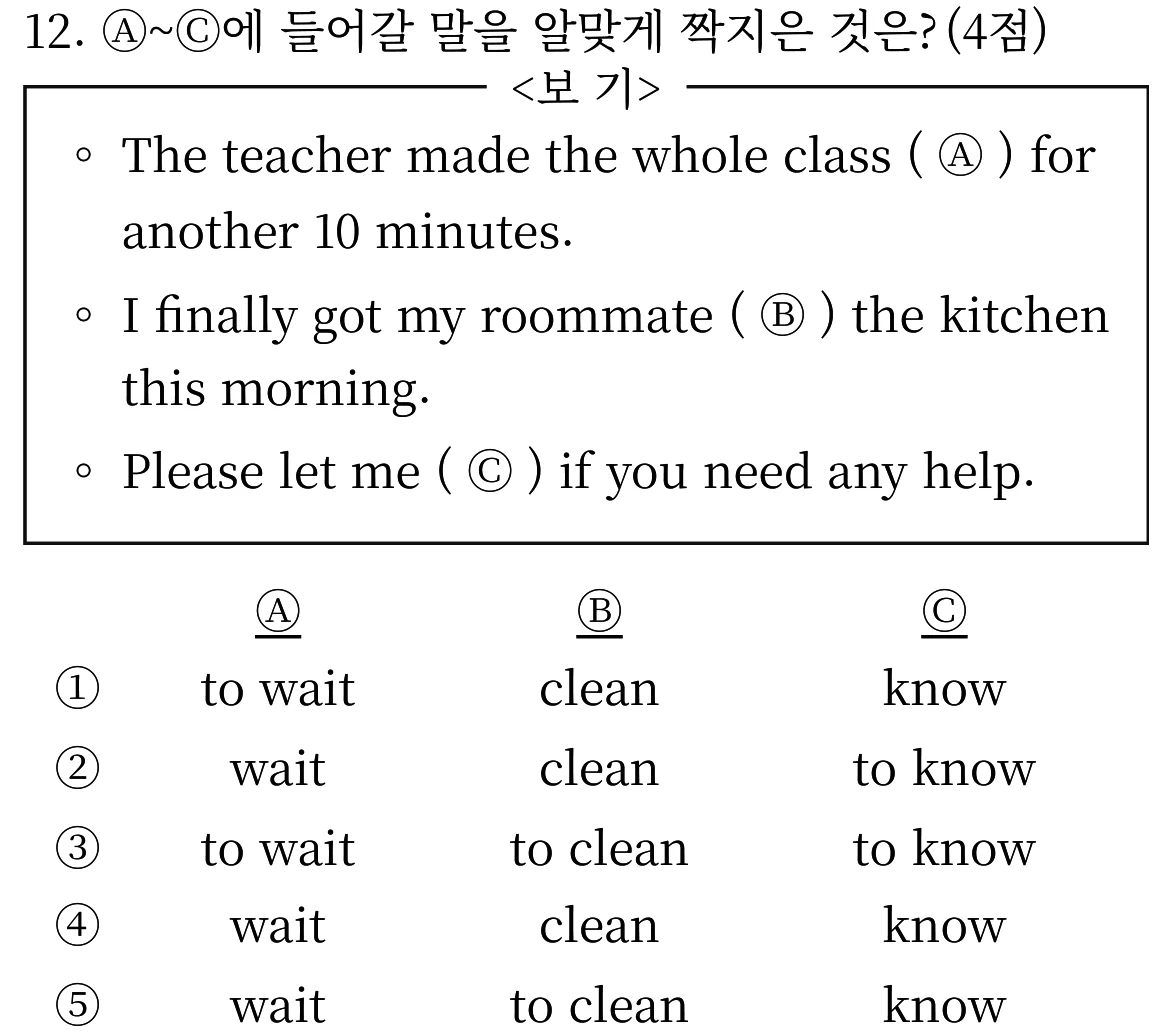 12. Ⓐ~Ⓒ에 들어갈 말을 알맞게 짝지은 것은?(4점)
<보 기>
◦ The teacher made the whole class ( Ⓐ ) for
another 10 minutes.
◦ I finally got my roommate ( Ⓑ ) the kitchen
this morning.
◦ Please let me ( Ⓒ ) if you need any help.
Ⓐ Ⓑ Ⓒ
① to wait clean know
② wait clean to know
③ to wait to clean to know
④ wait clean know
⑤ wait to clean know